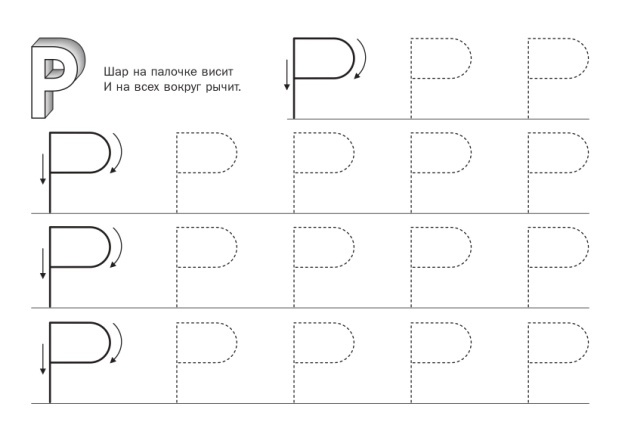 Р
Шар на палочке висит
И на всех вокруг рычит.
Р Р Р
Р Р Р Р Р
Р Р Р Р Р
Р Р Р Р Р